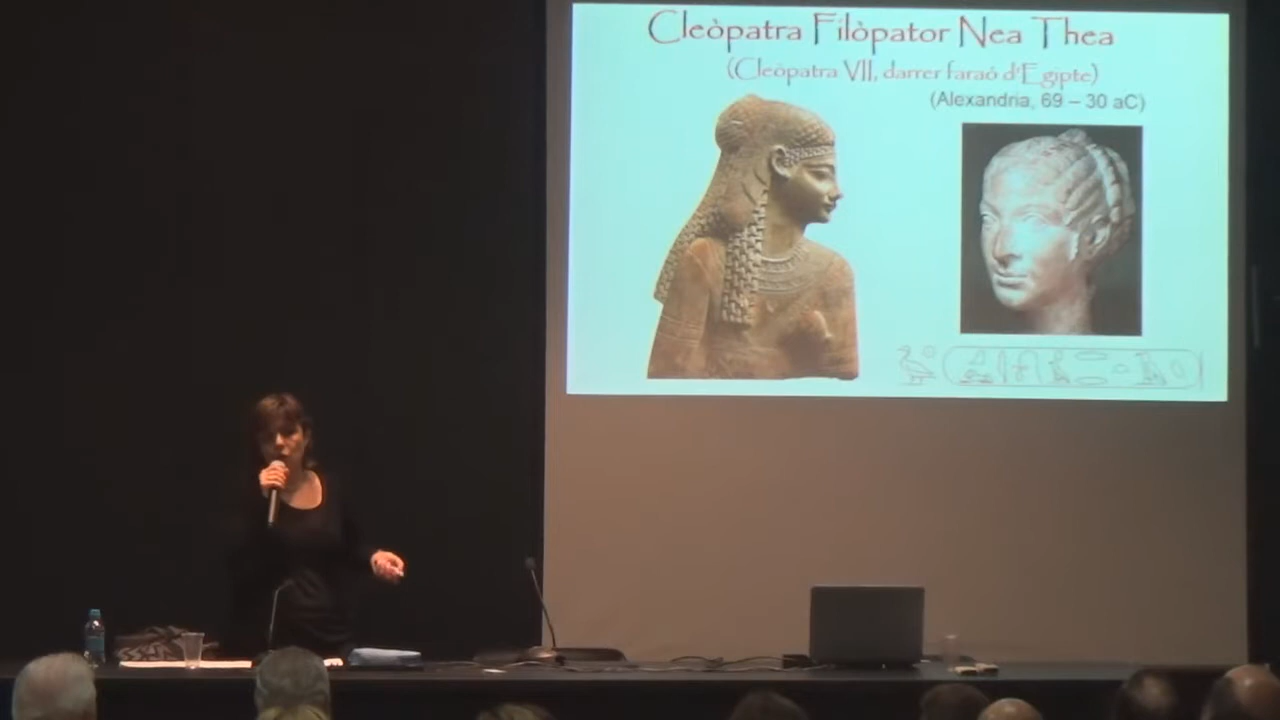 Cleòpatra Filòpator Nea Thea
(Cleòpatra VII, darrer faraó d'Egipte)
(Alexandria, 69 – 30 aC)